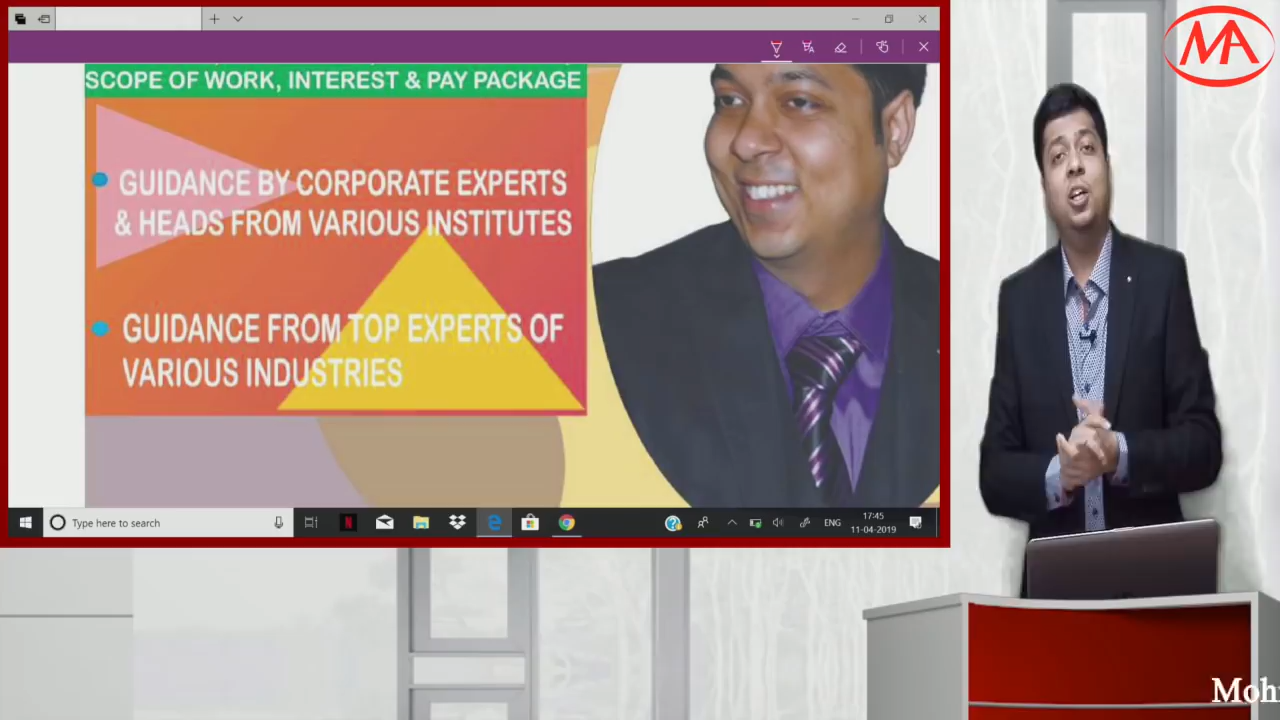 MA
SCOPE OF WORK, INTEREST & PAY PACKAGE
GUIDANCE BY CORPORATE EXPERTS
& HEADS FROM VARIOUS INSTITUTES
GUIDANCE FROM TOP EXPERTS OF
VARIOUS INDUSTRIES
Type here to search
N
ENG
17:45
11-04-2019